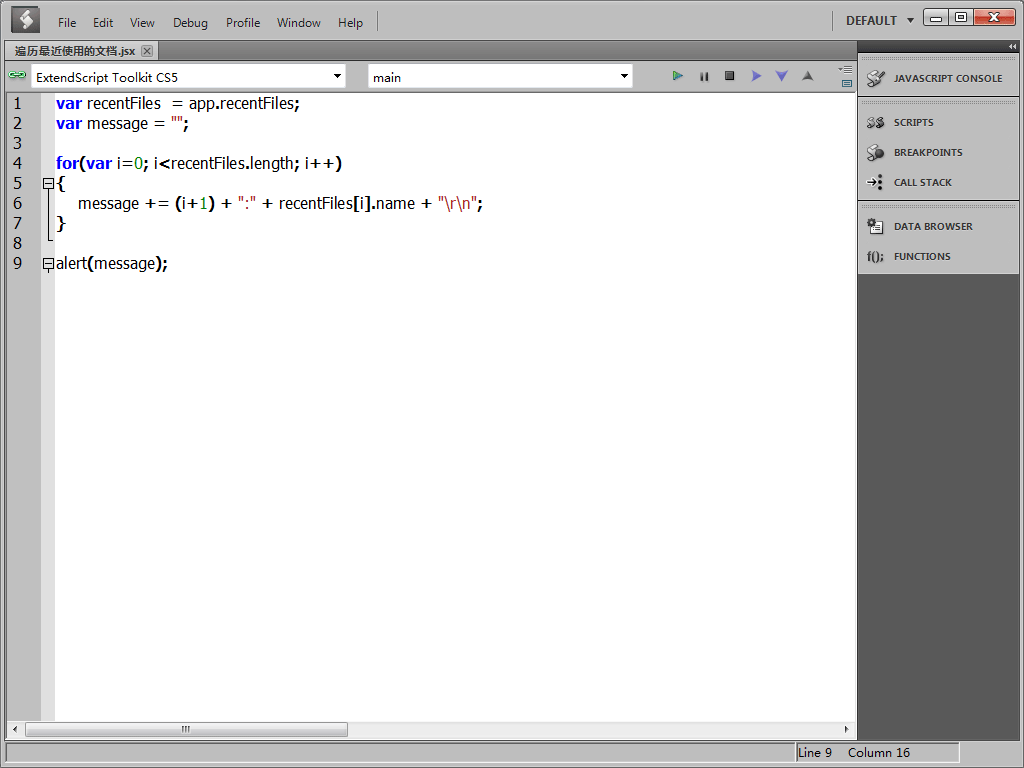 File Edit View Debug Profile Window Help DEFAULT
遍历最近使用的文档.jsx
ExtendScript Toolkit CS5 main
1 var recentFiles  = app.recentFiles;
2 var message = "";
3
4 for(var i=0; i<recentFiles.length; i++)
5 {
6 message += (i+1) + ":" + recentFiles[i].name + "\r\n";
7 }
8
9 alert(message);
JAVASCRIPT CONSOLE
SCRIPTS
BREAKPOINTS
CALL STACK
DATA BROWSER
f(); FUNCTIONS
Line 9 Column 16